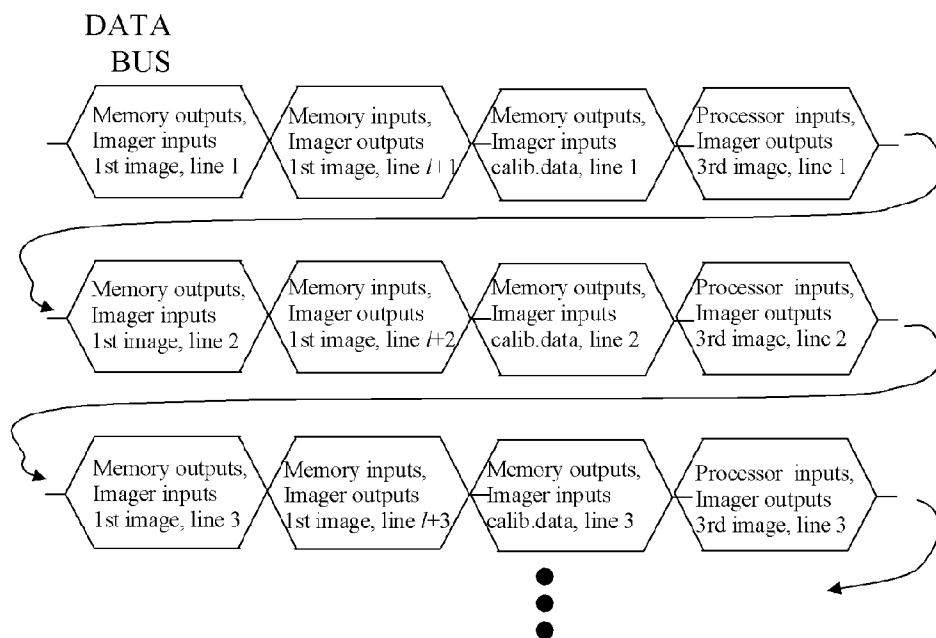 DATA
BUS
Memory outputs,
Imager inputs
1st image, line 1
Memory inputs,
Imager outputs
1st image, line l+1
Memory outputs,
Imager inputs
calib.data, line 1
Processor inputs,
Imager outputs
3rd image, line 1
Memory outputs,
Imager inputs
1st image, line 2
Memory inputs,
Imager outputs
1st image, line l+2
Memory outputs,
Imager inputs
calib.data, line 2
Processor inputs,
Imager outputs
3rd image, line 2
Memory outputs,
Imager inputs
1st image, line 3
Memory inputs,
Imager outputs
1st image, line l+3
Memory outputs,
Imager inputs
calib.data, line 3
Processor inputs,
Imager outputs
3rd image, line 3